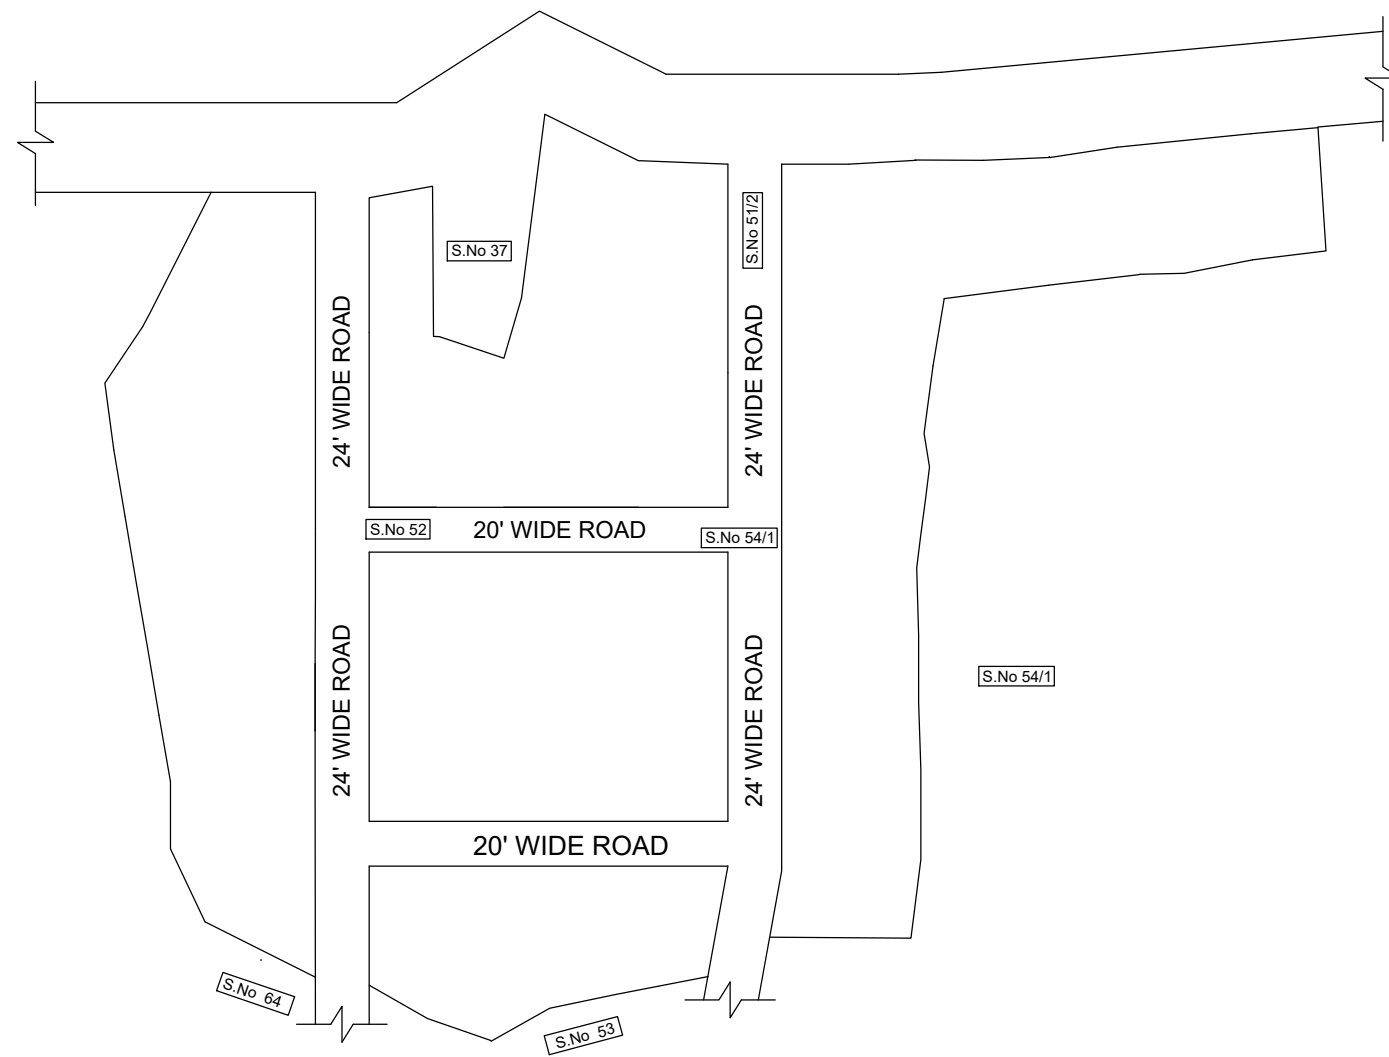 S.No 51/2
S.No 37
24' WIDE ROAD
24' WIDE ROAD
S.No 52
20' WIDE ROAD
S.No 54/1
24' WIDE ROAD
24' WIDE ROAD
S.No 54/1
20' WIDE ROAD
S.No 64
S.No 53